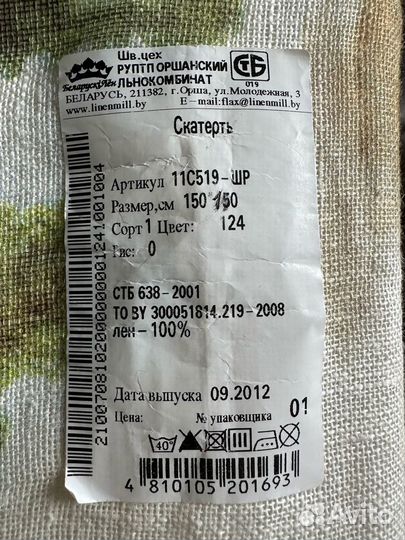 Шв.цех
РУПТП ОРШАНСКИЙ
ЛЬНОКОМБИНАТ
СТБ
019
БЕЛАРУСЬ, 211382, г.Орша, ул.Молодежная, 3
www.linenmill.by E-mail:flax@linenmill.by
Скатерть
Артикул 11С519-ШР
Размер,см 150*150
Сорт 1 Цвет: 124
Рис: 0
СТБ 638-2001
ТО BY 300051814.219-2008
лен-100%
Дата выпуска 09.2012
Цена: № упаковщика 01
40°
4 810105 201693
Avito